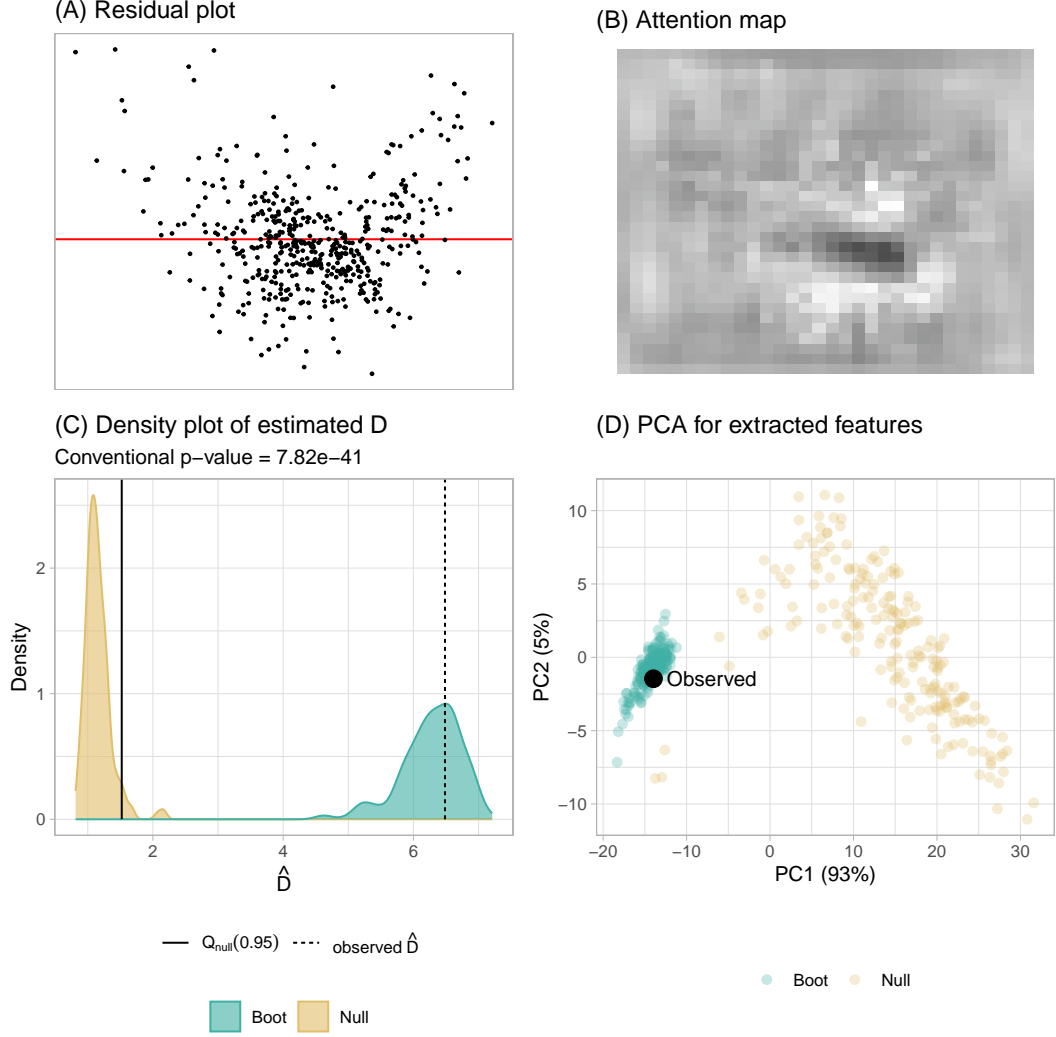 (A) Residual plot
(B) Attention map
(C) Density plot of estimated D
Conventional p−value = 7.82e−41
Density
2
1
0
2
4
6
D̂
Q_null(0.95)
observed D̂
Boot
Null
(D) PCA for extracted features
PC2 (5%)
10
5
0
−5
−10
Observed
−20
−10
0
10
20
30
PC1 (93%)
Boot
Null